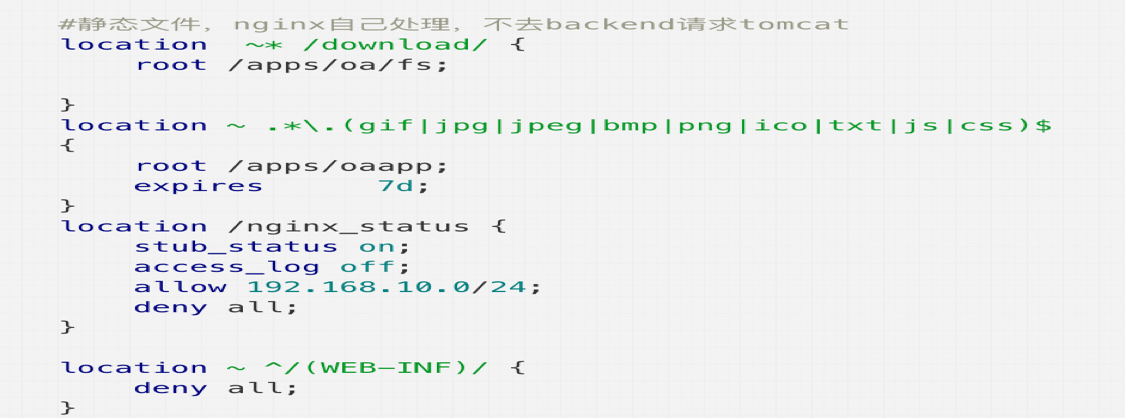 #静态文件，nginx自己处理，不去backend请求tomcat
location  ~* /download/ {
    root /apps/oa/fs;
}
location ~ .*\.(gif|jpg|jpeg|bmp|png|ico|txt|js|css)$
{
    root /apps/oaapp;
    expires      7d;
}
location /nginx_status {
    stub_status on;
    access_log off;
    allow 192.168.10.0/24;
    deny all;
}
location ~ ^/(WEB-INF)/ {
    deny all;
}